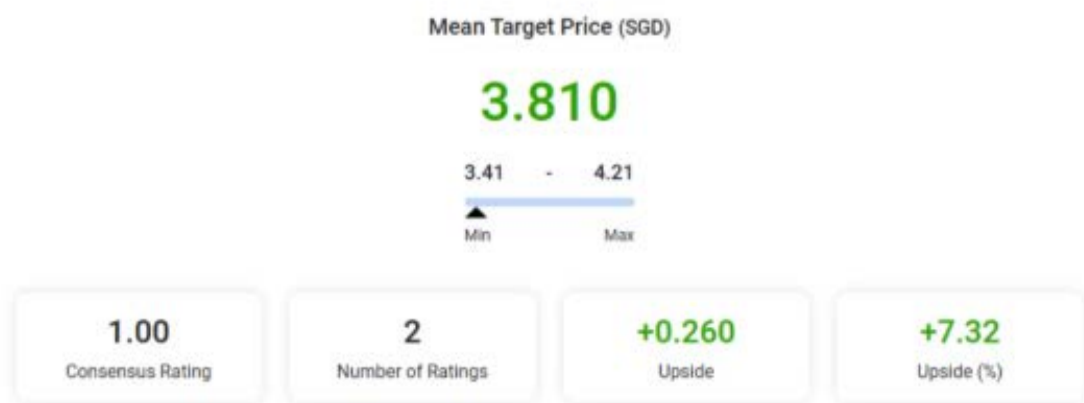 Mean Target Price (SGD)
3.810
3.41 - 4.21
Min Max
1.00 2 +0.260 +7.32
Consensus Rating Number of Ratings Upside Upside (%)